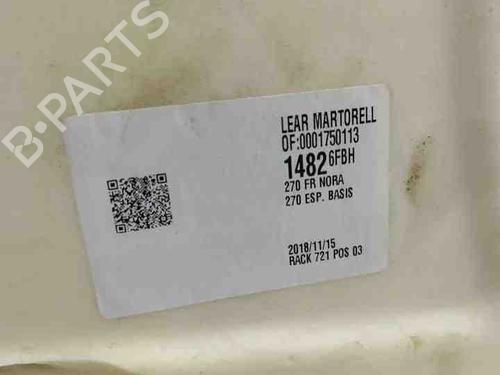 B-PARTS
LEAR MARTORELL
OF:0001750113
1482 6FBH
270 FR NORA
270 ESP. BASIS
2018/11/15
RACK 721 POS 03